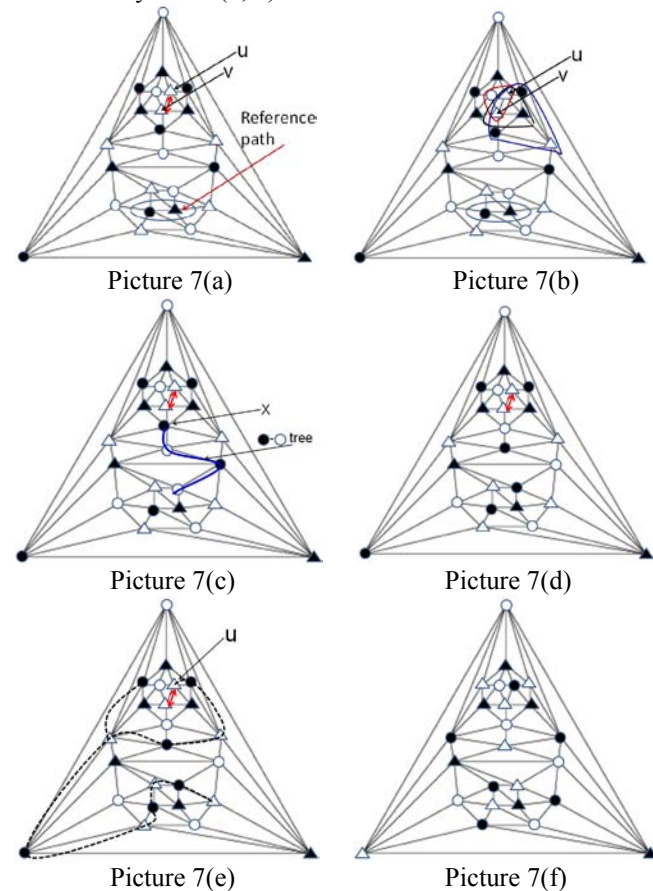 u
v
Reference
path
u
v
Picture 7(a)
Picture 7(b)
x
tree
Picture 7(c)
Picture 7(d)
u
Picture 7(e)
Picture 7(f)